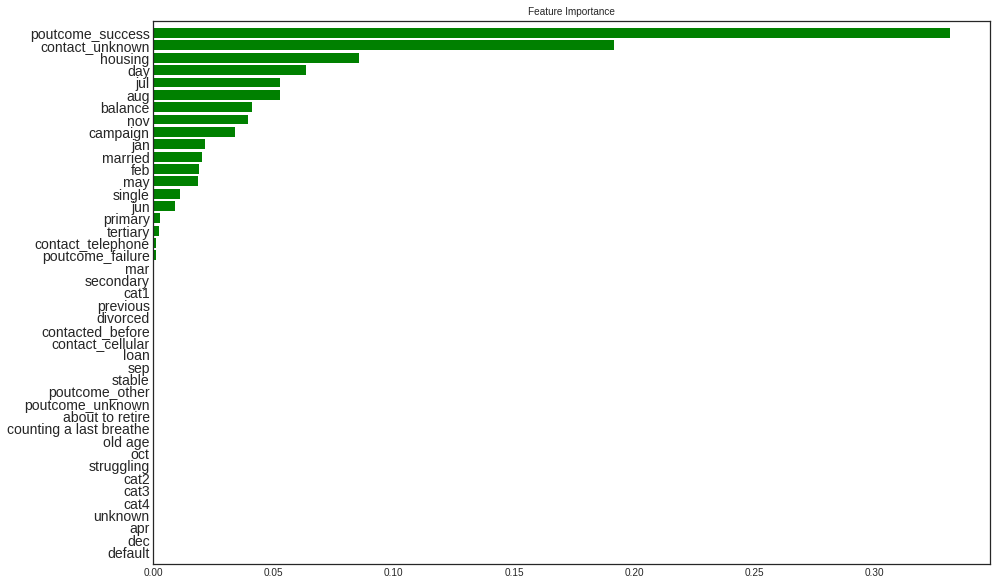 Feature Importance
poutcome_success
contact_unknown
housing
day
jul
aug
balance
nov
campaign
jan
married
feb
may
single
jun
primary
tertiary
contact_telephone
poutcome_failure
mar
secondary
cat1
previous
divorced
contacted_before
contact_cellular
loan
sep
stable
poutcome_other
poutcome_unknown
about to retire
counting a last breathe
old age
oct
struggling
cat2
cat3
cat4
unknown
apr
dec
default
0.00 0.05 0.10 0.15 0.20 0.25 0.30